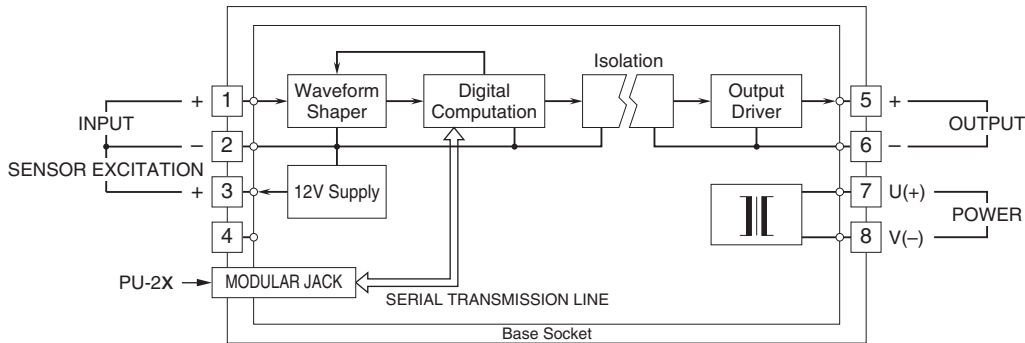 Isolation
Waveform
Shaper
Digital
Computation
Output
Driver
+ 1
5 +
INPUT
OUTPUT
– 2
6 –
SENSOR EXCITATION
+ 3
12V Supply
7 U(+)
POWER
4
8 V(–)
PU-2X
MODULAR JACK
SERIAL TRANSMISSION LINE
Base Socket